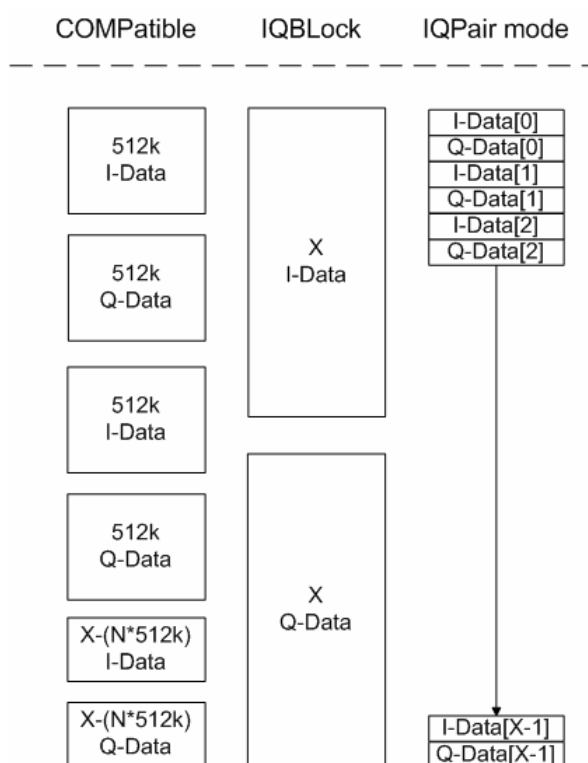 COMPatible
IQBLock
IQPair mode
512k
I-Data
512k
Q-Data
512k
I-Data
512k
Q-Data
X-(N*512k)
I-Data
X-(N*512k)
Q-Data
X
I-Data
X
Q-Data
I-Data[0]
Q-Data[0]
I-Data[1]
Q-Data[1]
I-Data[2]
Q-Data[2]
I-Data[X-1]
Q-Data[X-1]